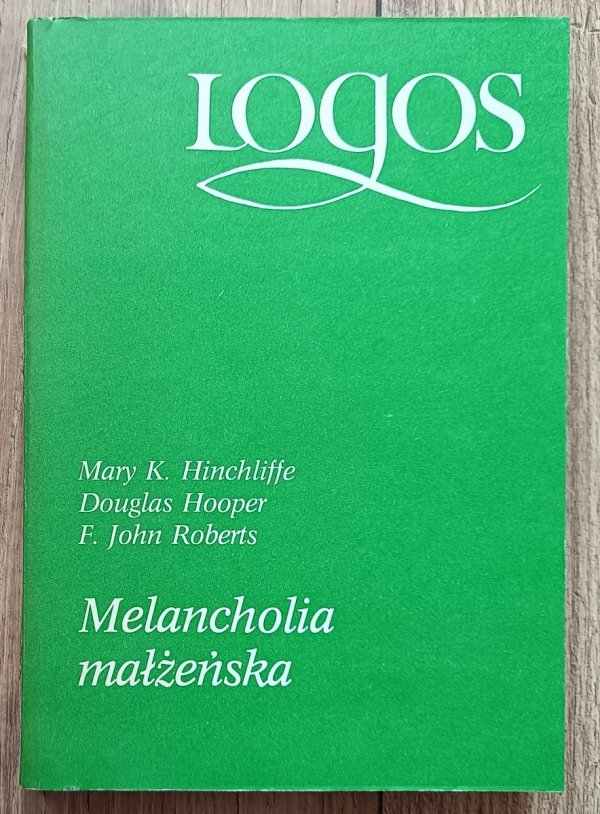 Logos
Mary K. Hinchliffe
Douglas Hooper
F. John Roberts
Melancholia
małżeńska